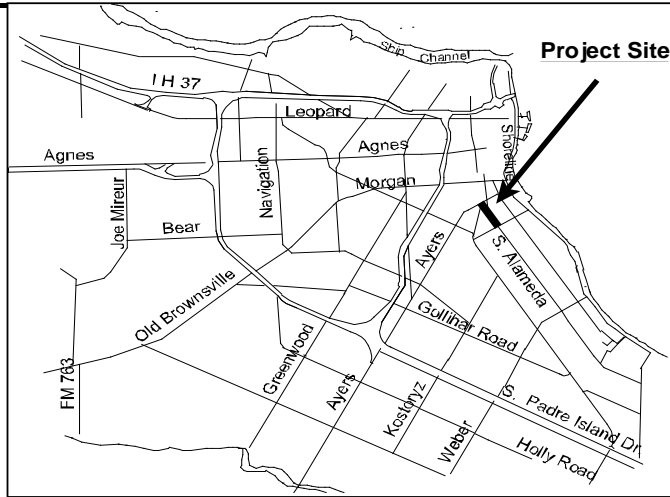 Project Site
Ship Channel
I H 37
Leopard
Shoreline
Agnes
Agnes
Morgan
Navigation
Joe Mireur
Bear
Ayers
S. Alameda
Old Brownsville
Gollihar Road
Greenwood
FM 763
Ayers
Kostoryz
S. Padre Island Dr
Weber
Holly Road